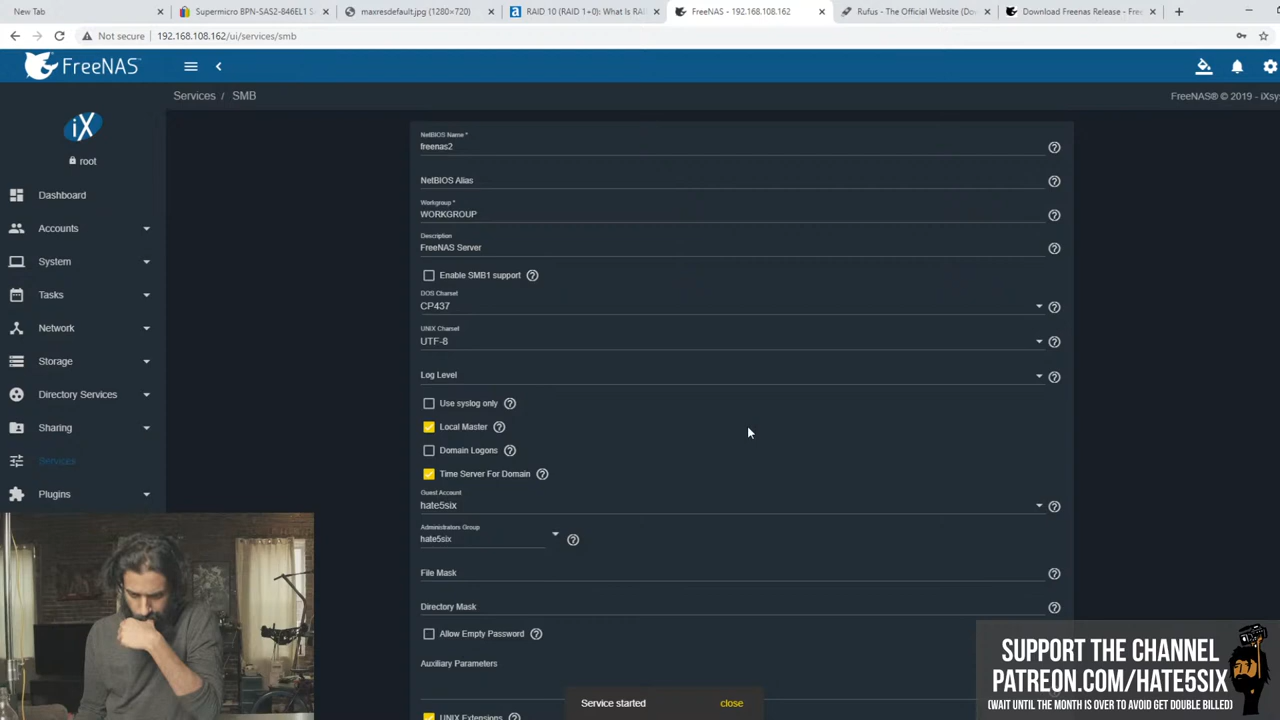 New Tab
Supermicro BPN-SAS2-846EL1 S
maxresdefault.jpg (1280×720)
RAID 10 (RAID 1+0): What Is RAI
FreeNAS - 192.168.108.162
Rufus - The Official Website (Do
Download Freenas Release - Free
Not secure
192.168.108.162/ui/services/smb
FreeNAS
Services / SMB
FreeNAS® © 2019 - iXsy
iX
root
Dashboard
Accounts
System
Tasks
Network
Storage
Directory Services
Sharing
Services
Plugins
NetBIOS Name *
freenas2
NetBIOS Alias
Workgroup *
WORKGROUP
Description
FreeNAS Server
Enable SMB1 support
DOS Charset
CP437
UNIX Charset
UTF-8
Log Level
Use syslog only
Local Master
Domain Logons
Time Server For Domain
Guest Account
hate5six
Administrators Group
hate5six
File Mask
Directory Mask
Allow Empty Password
Auxiliary Parameters
UNIX Extensions
Service started
close
SUPPORT THE CHANNEL
PATREON.COM/HATE5SIX
(WAIT UNTIL THE MONTH IS OVER TO AVOID GET DOUBLE BILLED)